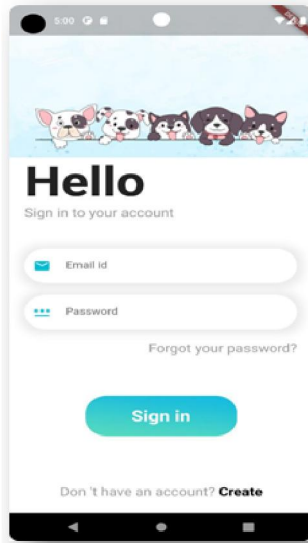 5:00
Hello
Sign in to your account
Email id
Password
Forgot your password?
Sign in
Don 't have an account? Create